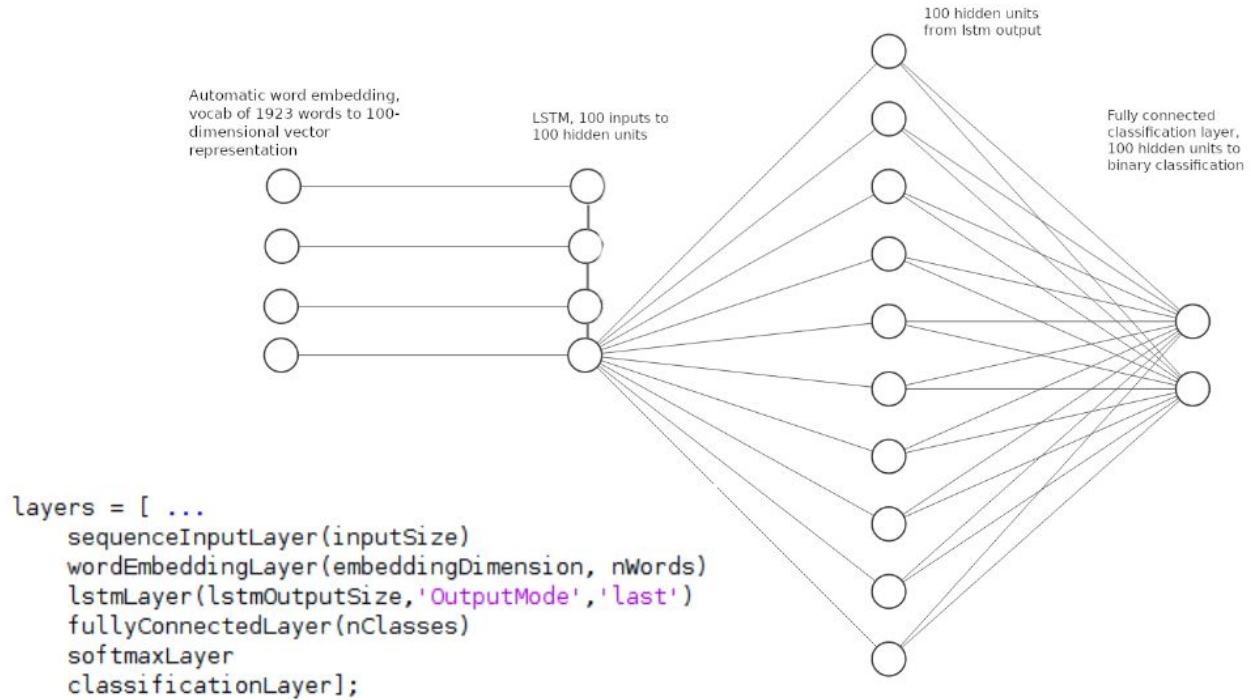 100 hidden units
from lstm output
Automatic word embedding,
vocab of 1923 words to 100-
dimensional vector
representation
LSTM, 100 inputs to
100 hidden units
Fully connected
classification layer,
100 hidden units to
binary classification
layers = [ ...
sequenceInputLayer(inputSize)
wordEmbeddingLayer(embeddingDimension, nWords)
lstmLayer(lstmOutputSize,'OutputMode','last')
fullyConnectedLayer(nClasses)
softmaxLayer
classificationLayer];